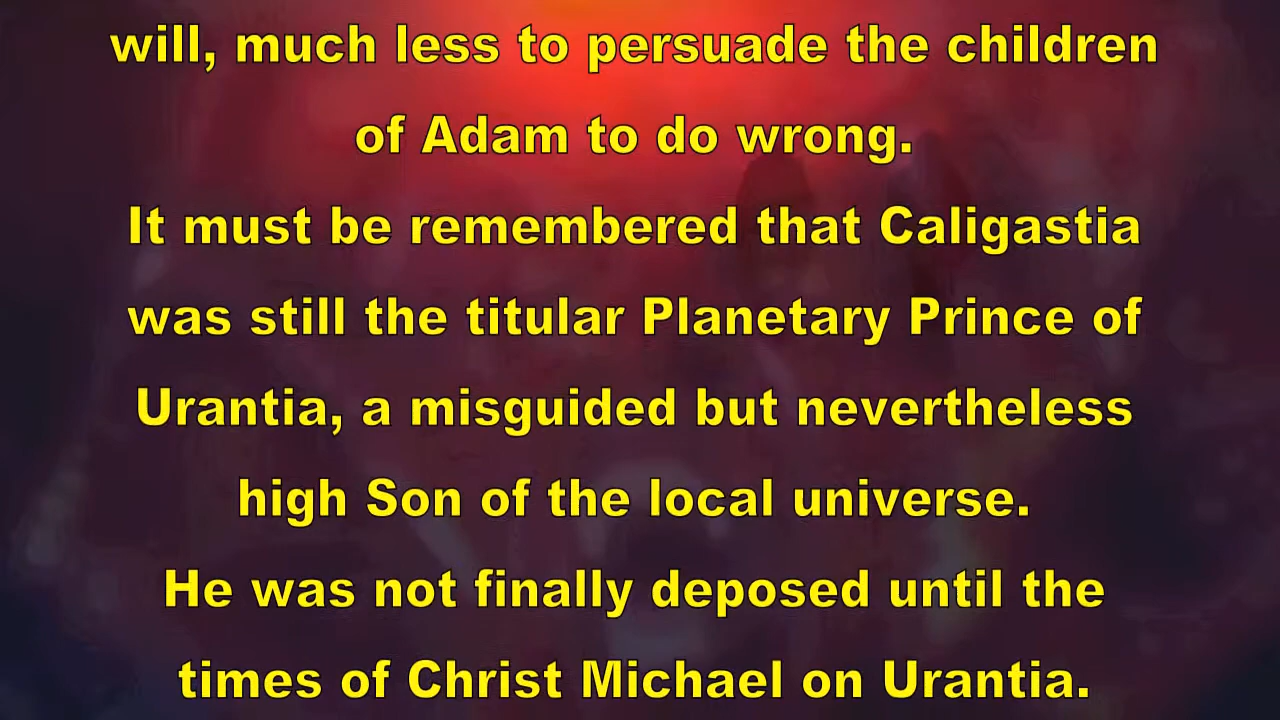 will, much less to persuade the children
of Adam to do wrong.
It must be remembered that Caligastia
was still the titular Planetary Prince of
Urantia, a misguided but nevertheless
high Son of the local universe.
He was not finally deposed until the
times of Christ Michael on Urantia.